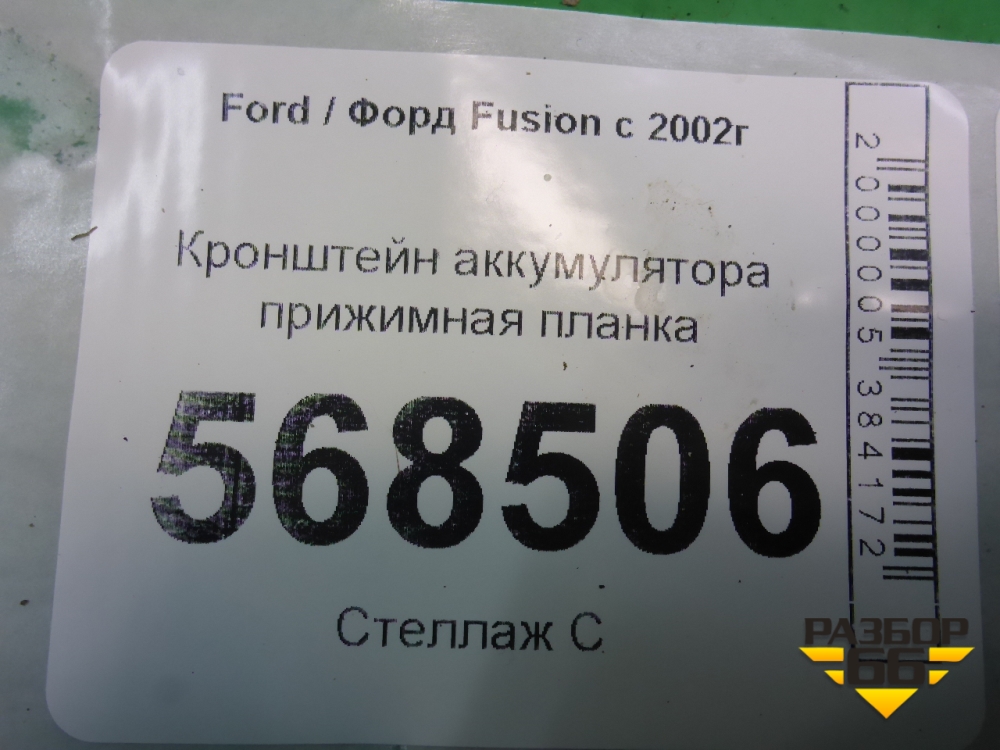 Ford / Форд Fusion с 2002г
Кронштейн аккумулятора
прижимная планка
568506
Стеллаж С
2000005384172
РАЗБОР
66